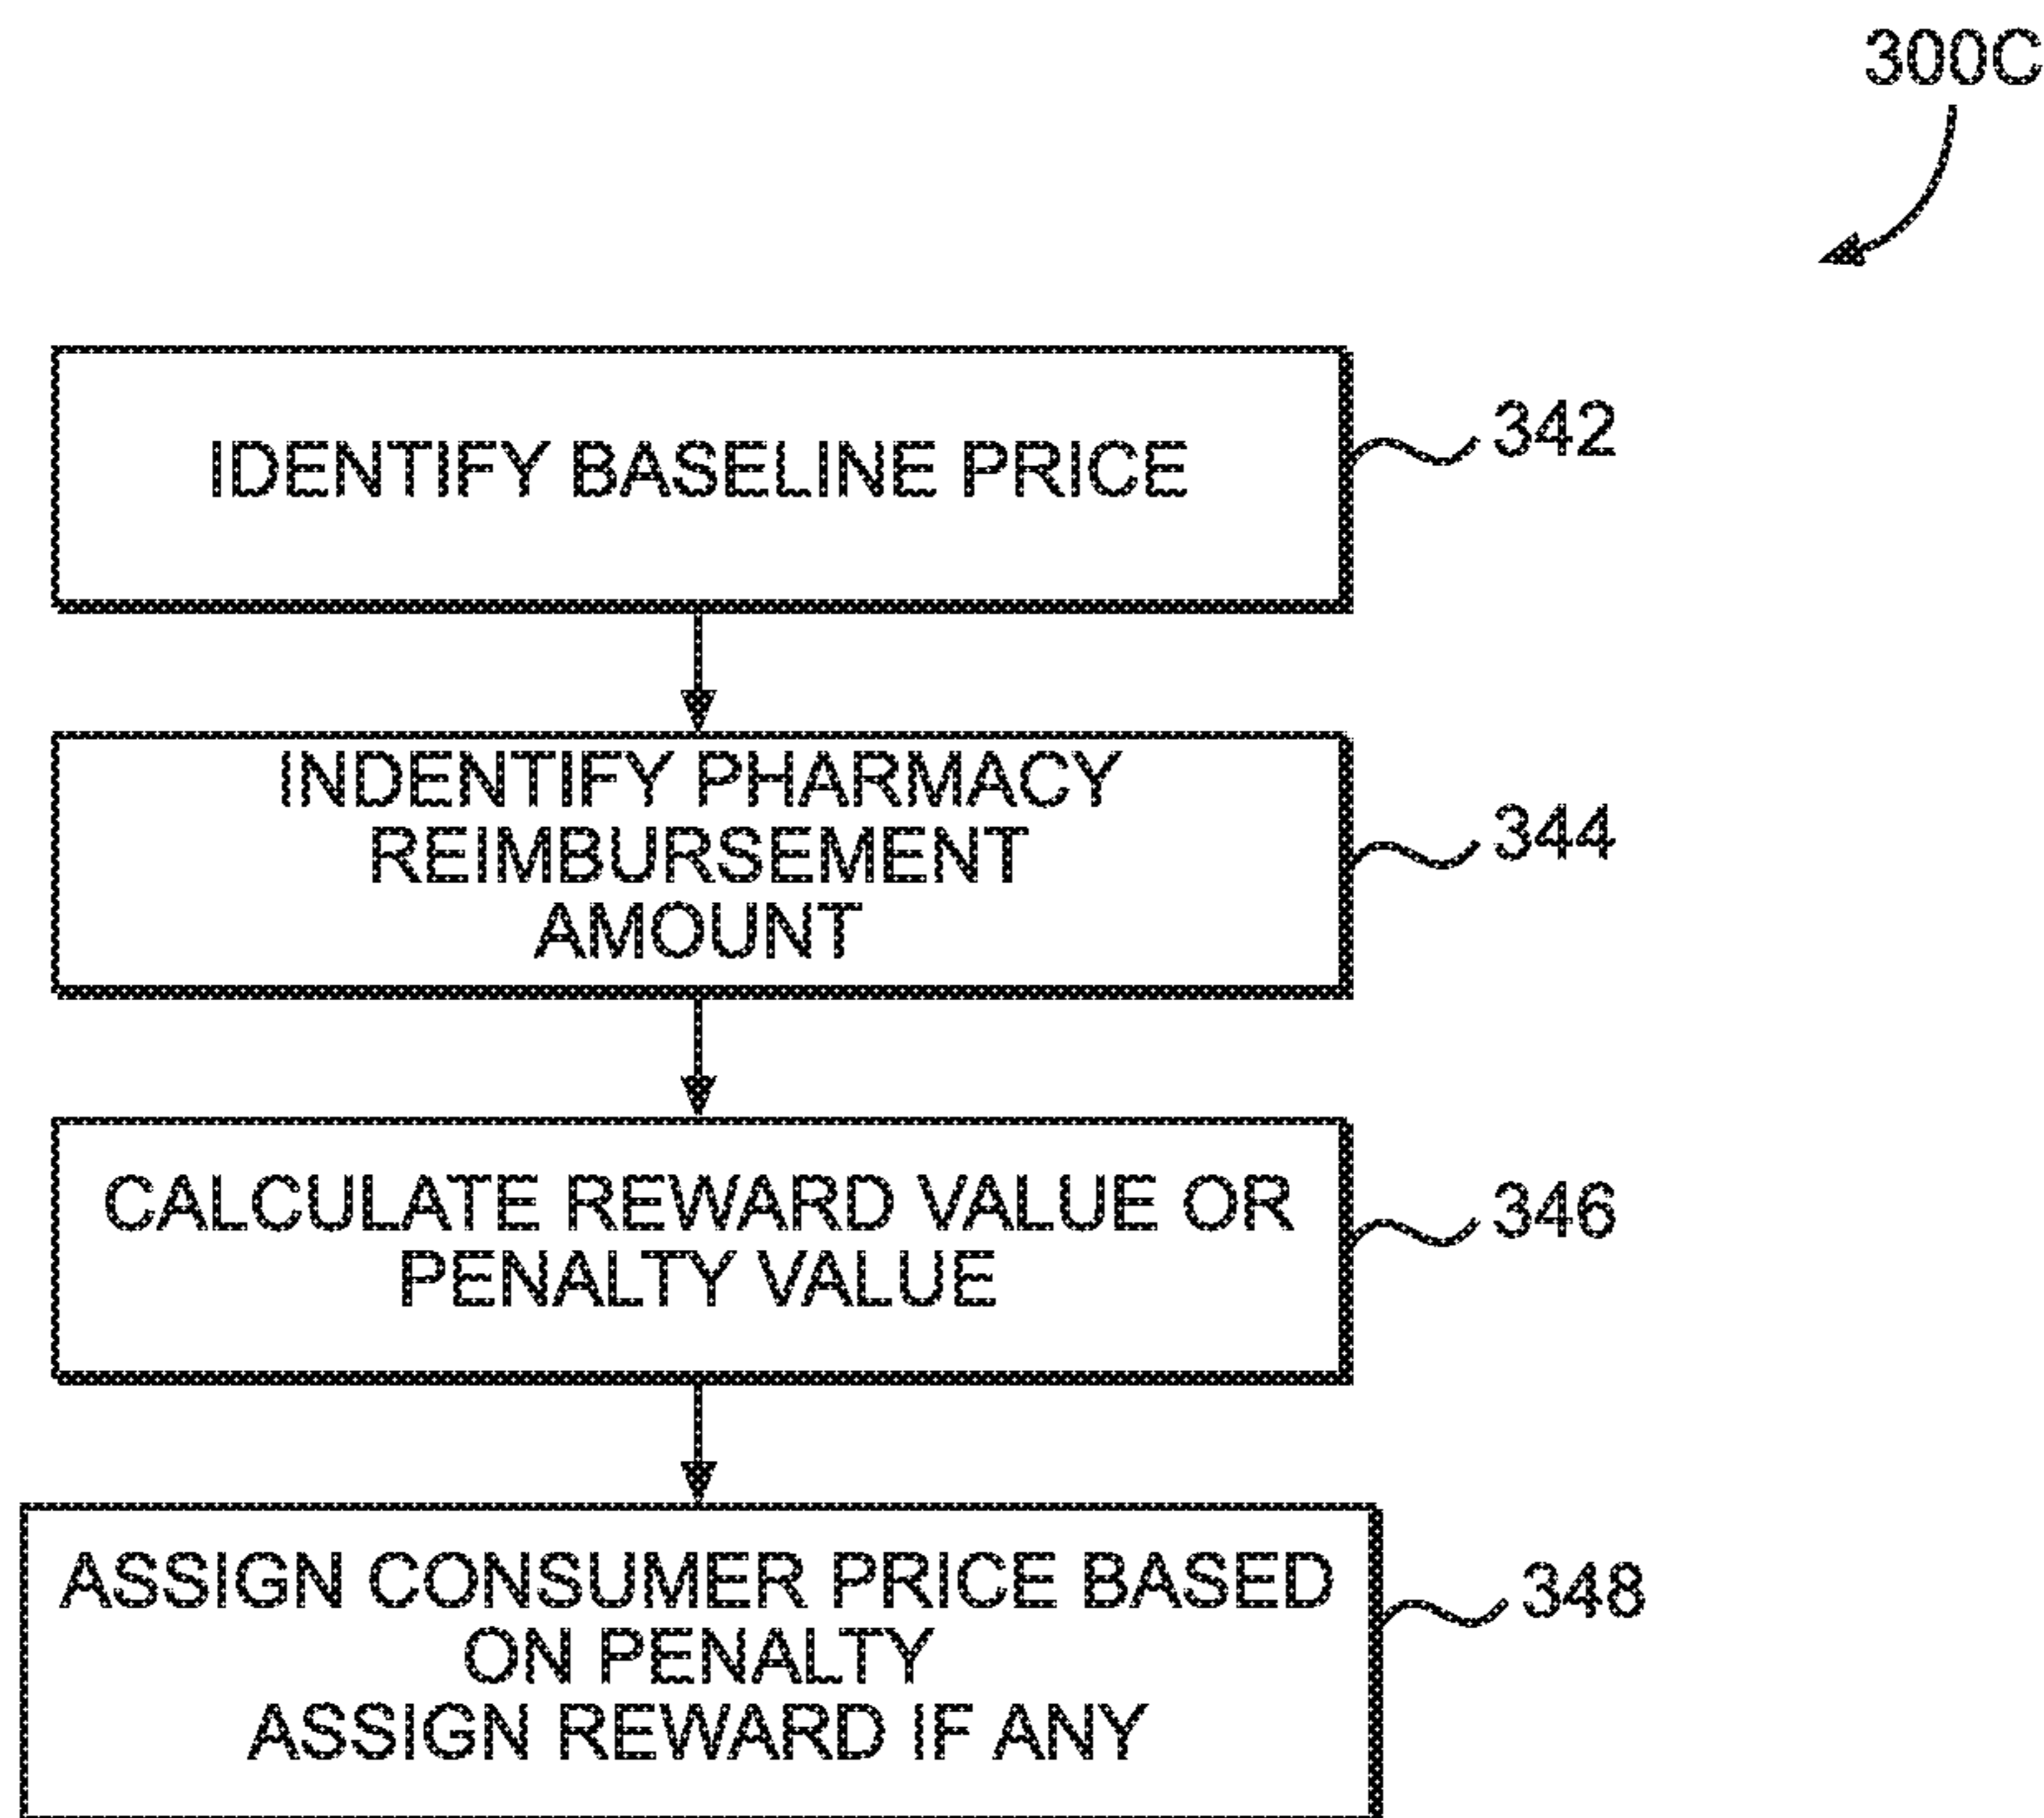 300C
IDENTIFY BASELINE PRICE
342
INDENTIFY PHARMACY
REIMBURSEMENT
AMOUNT
344
CALCULATE REWARD VALUE OR
PENALTY VALUE
346
ASSIGN CONSUMER PRICE BASED
ON PENALTY
ASSIGN REWARD IF ANY
348